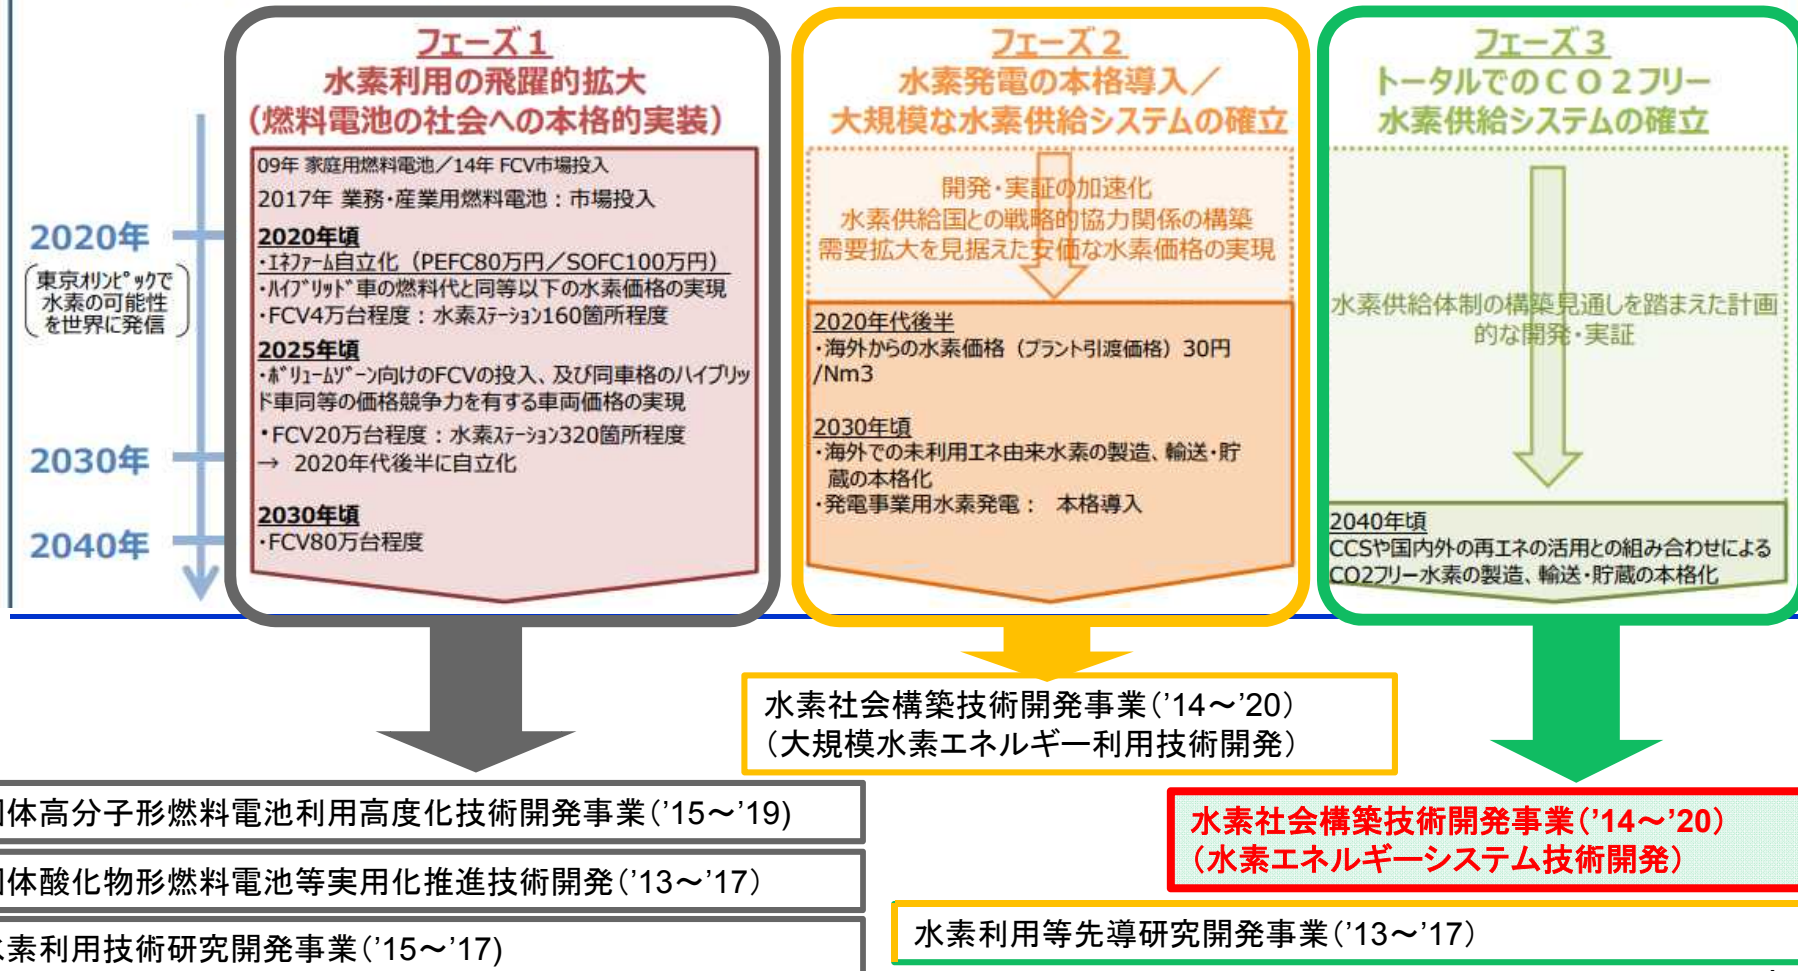 2020年
東京ｵﾘﾝﾋﾟｯｸで
水素の可能性
を世界に発信
2030年
2040年
フェーズ１
水素利用の飛躍的拡大
（燃料電池の社会への本格的実装）
09年 家庭用燃料電池／14年 FCV市場投入
2017年 業務・産業用燃料電池：市場投入
2020年頃
・ｴﾈﾌｧｰﾑ自立化（PEFC80万円／SOFC100万円）
・ﾊｲﾌﾞﾘｯﾄﾞ車の燃料代と同等以下の水素価格の実現
・FCV4万台程度：水素ｽﾃｰｼｮﾝ160箇所程度
2025年頃
・ﾎﾞﾘｭｰﾑｿﾞｰﾝ向けのFCVの投入、及び同車格のハイブリッ
ド車同等の価格競争力を有する車両価格の実現
・FCV20万台程度：水素ｽﾃｰｼｮﾝ320箇所程度
→ 2020年代後半に自立化
2030年頃
・FCV80万台程度
フェーズ２
水素発電の本格導入／
大規模な水素供給システムの確立
開発・実証の加速化
水素供給国との戦略的協力関係の構築
需要拡大を見据えた安価な水素価格の実現
2020年代後半
・海外からの水素価格（プラント引渡価格）30円
/Nm3
2030年頃
・海外での未利用エネ由来水素の製造、輸送・貯
蔵の本格化
・発電事業用水素発電： 本格導入
フェーズ３
トータルでのＣＯ２フリー
水素供給システムの確立
水素供給体制の構築見通しを踏まえた計画
的な開発・実証
2040年頃
CCSや国内外の再エネの活用との組み合わせによる
CO2フリー水素の製造、輸送・貯蔵の本格化
水素社会構築技術開発事業（’14～’20）
（大規模水素エネルギー利用技術開発）
体高分子形燃料電池利用高度化技術開発事業（’15～’19)
体酸化物形燃料電池等実用化推進技術開発（’13～’17）
素利用技術研究開発事業（’15～’17)
水素社会構築技術開発事業（’14～’20）
（水素エネルギーシステム技術開発）
水素利用等先導研究開発事業（’13～’17）